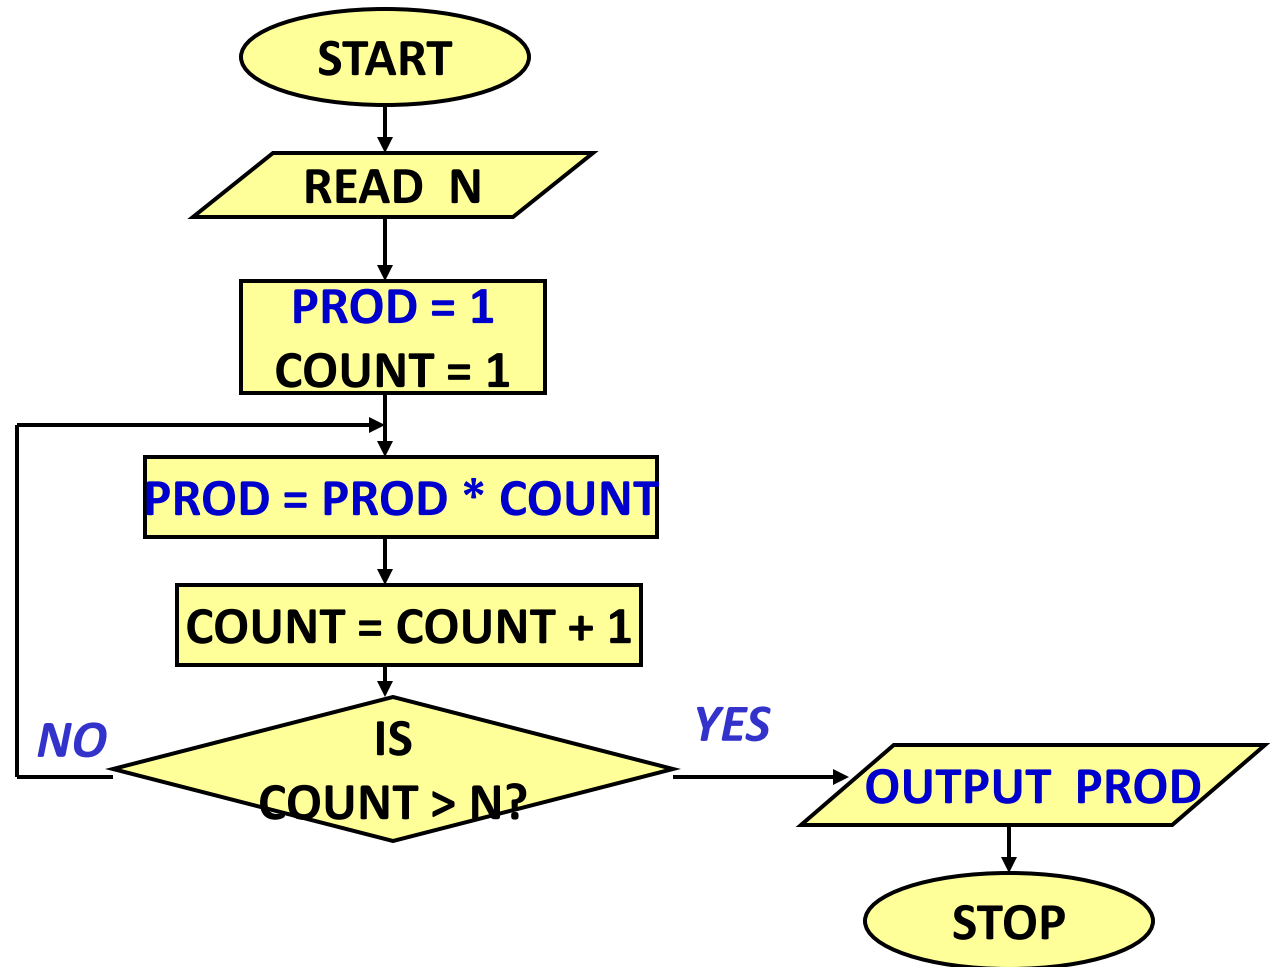 START
READ N
PROD = 1
COUNT = 1
PROD = PROD * COUNT
COUNT = COUNT + 1
IS
COUNT > N?
NO
YES
OUTPUT PROD
STOP